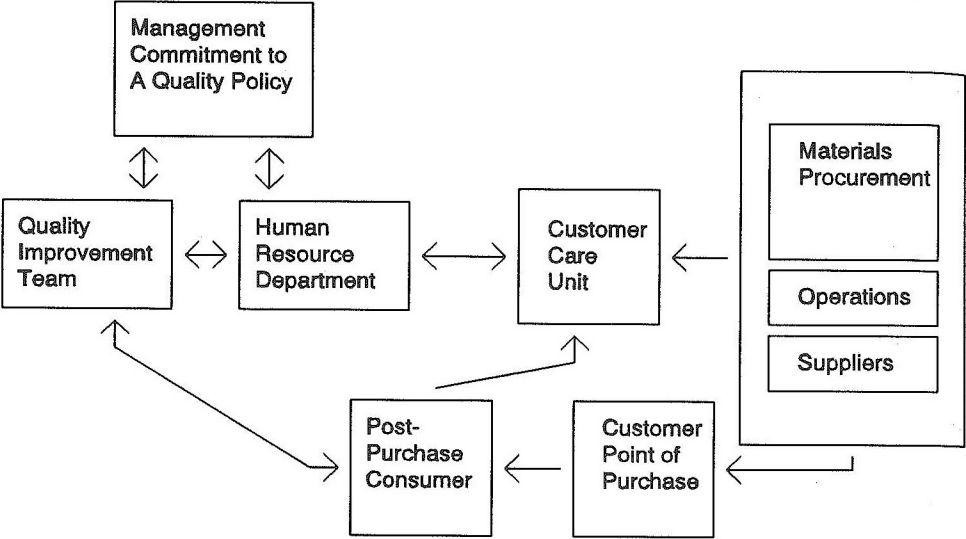 Management
Commitment to
A Quality Policy
Quality
Improvement
Team
Human
Resource
Department
Customer
Care
Unit
Materials
Procurement
Operations
Suppliers
Post-
Purchase
Consumer
Customer
Point of
Purchase